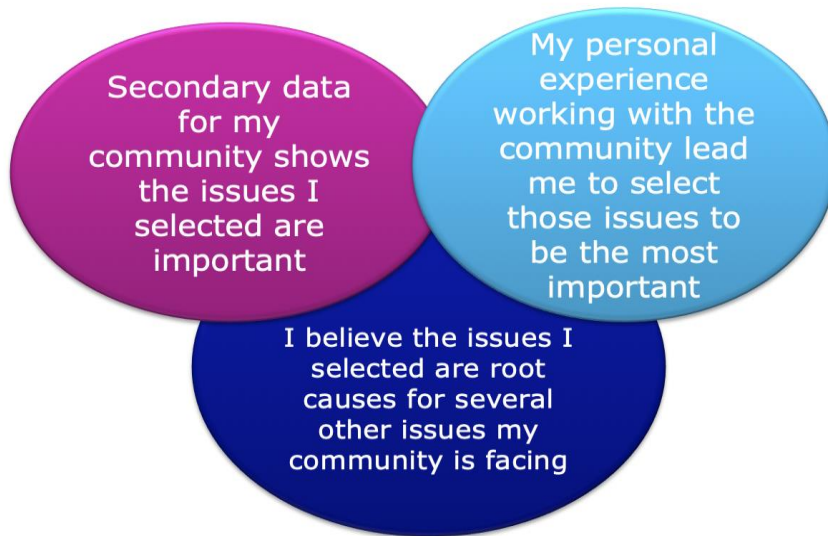 Secondary data
for my
community shows
the issues I
selected are
important
My personal
experience
working with the
community lead
me to select
those issues to
be the most
important
I believe the issues I
selected are root
causes for several
other issues my
community is facing